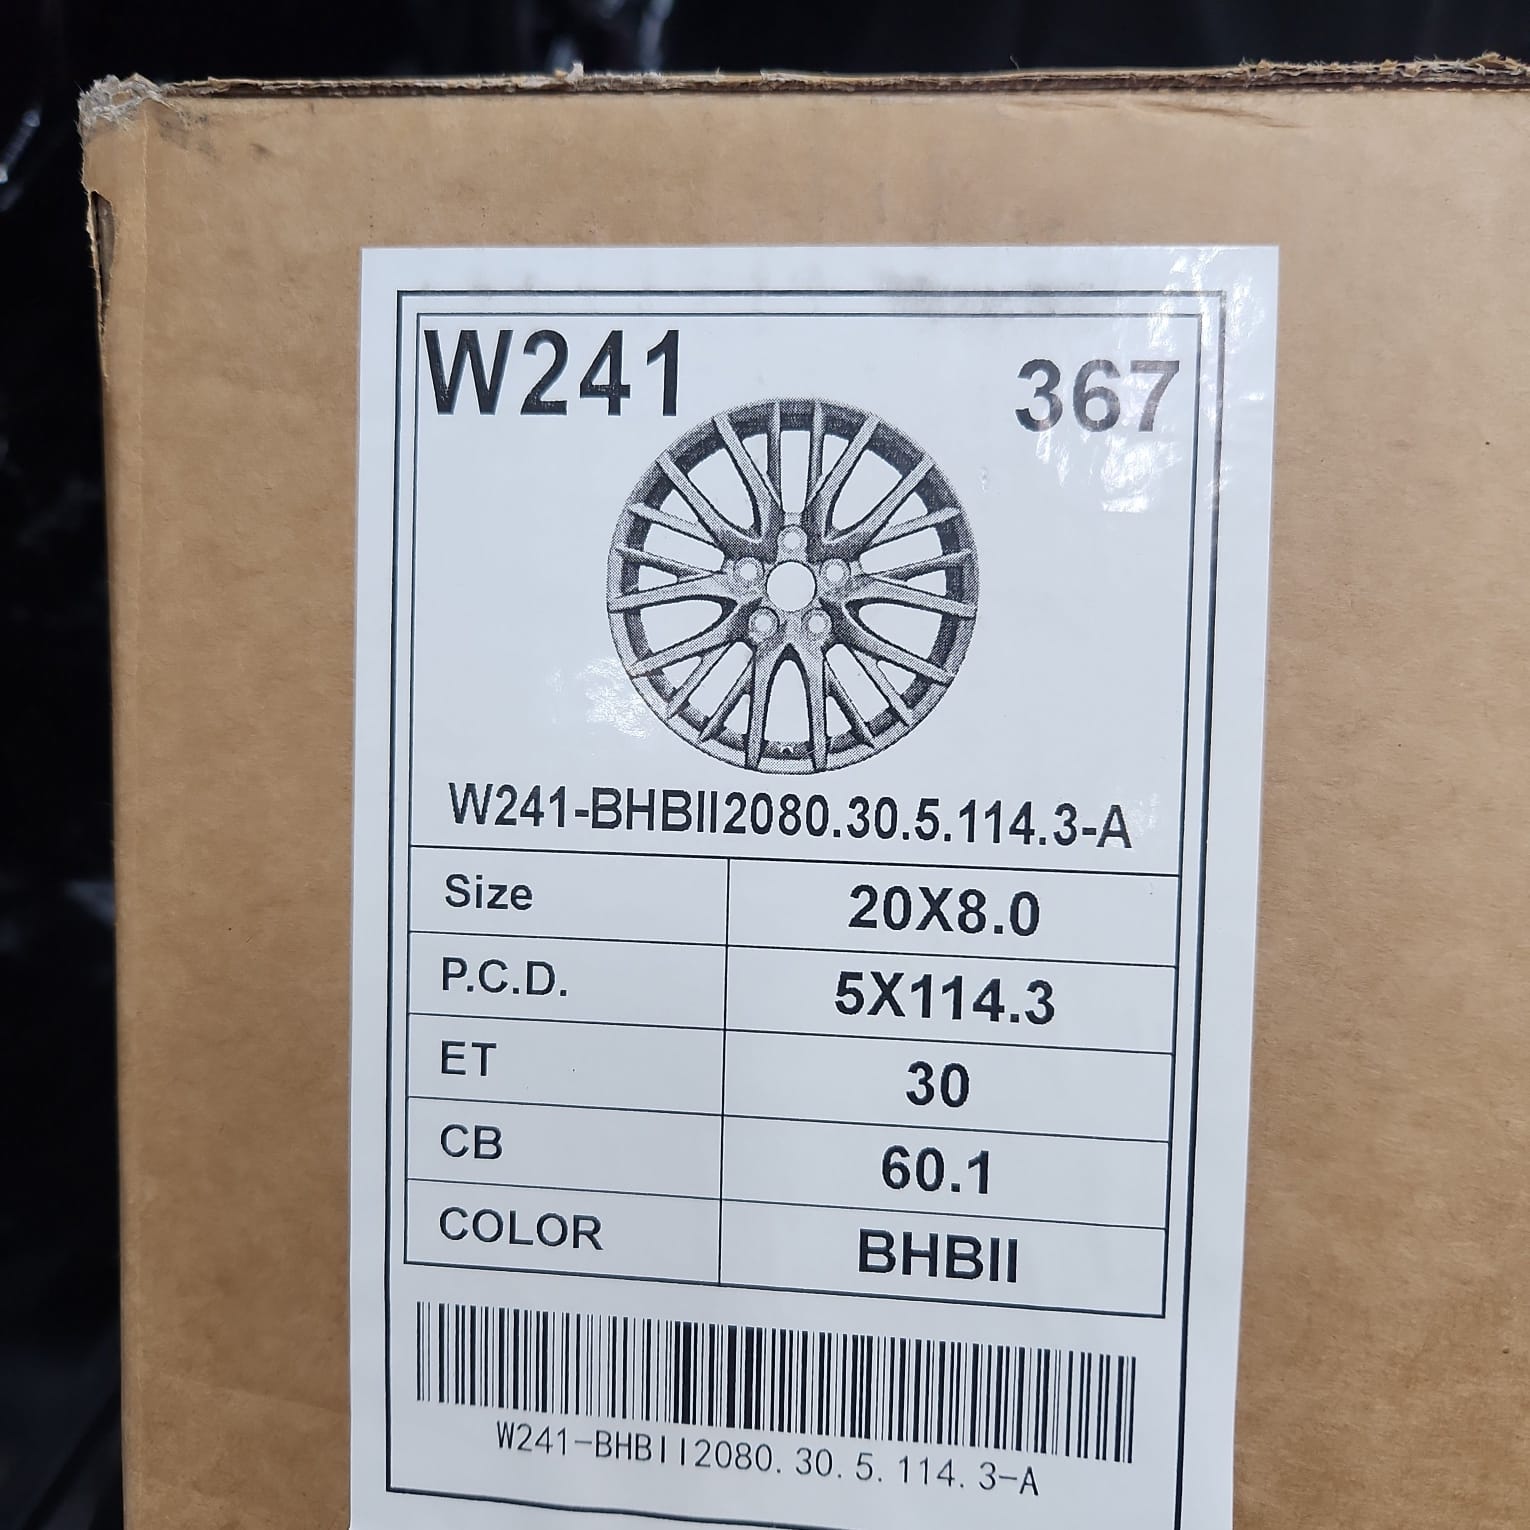 W241
367
W241-BHBII2080.30.5.114.3-A
Size 20X8.0
P.C.D. 5X114.3
ET 30
CB 60.1
COLOR BHBII
W241-BHBII2080.30.5.114.3-A